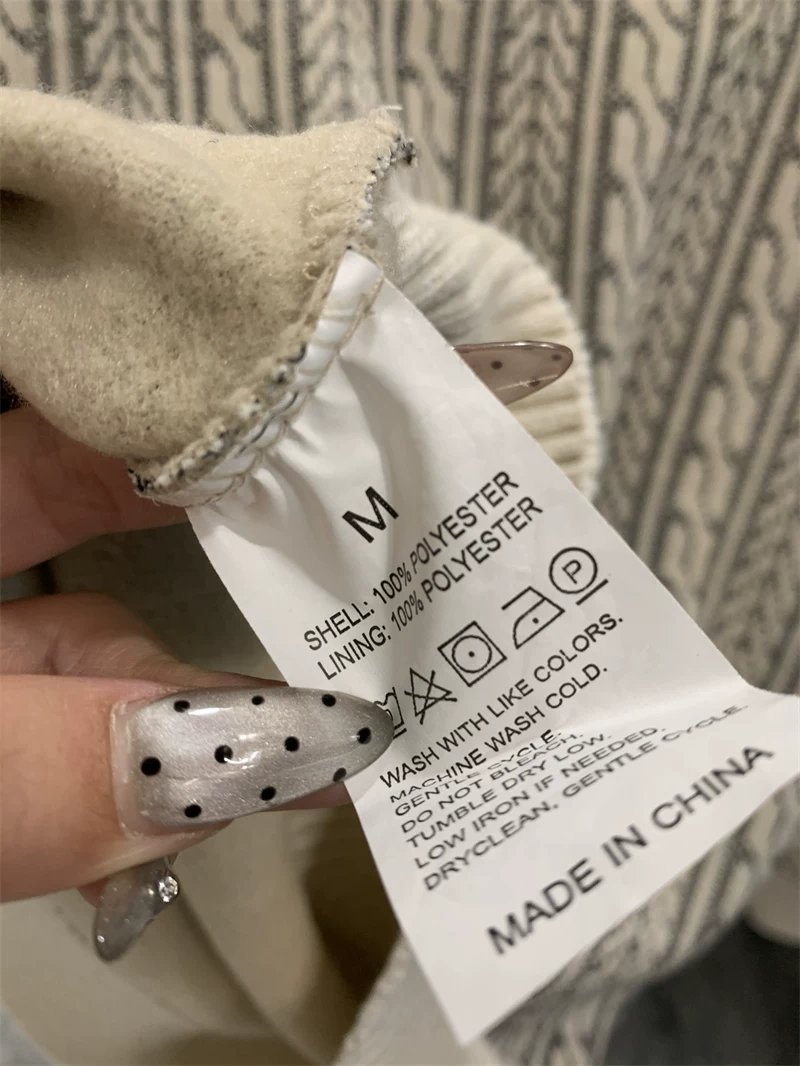 M
SHELL: 100% POLYESTER
LINING: 100% POLYESTER
P
WASH WITH LIKE COLORS.
MACHINE WASH COLD.
GENTLE CYCLE.
DO NOT BLEACH.
TUMBLE DRY LOW.
LOW IRON IF NEEDED.
DRYCLEAN, GENTLE CYCLE.
MADE IN CHINA